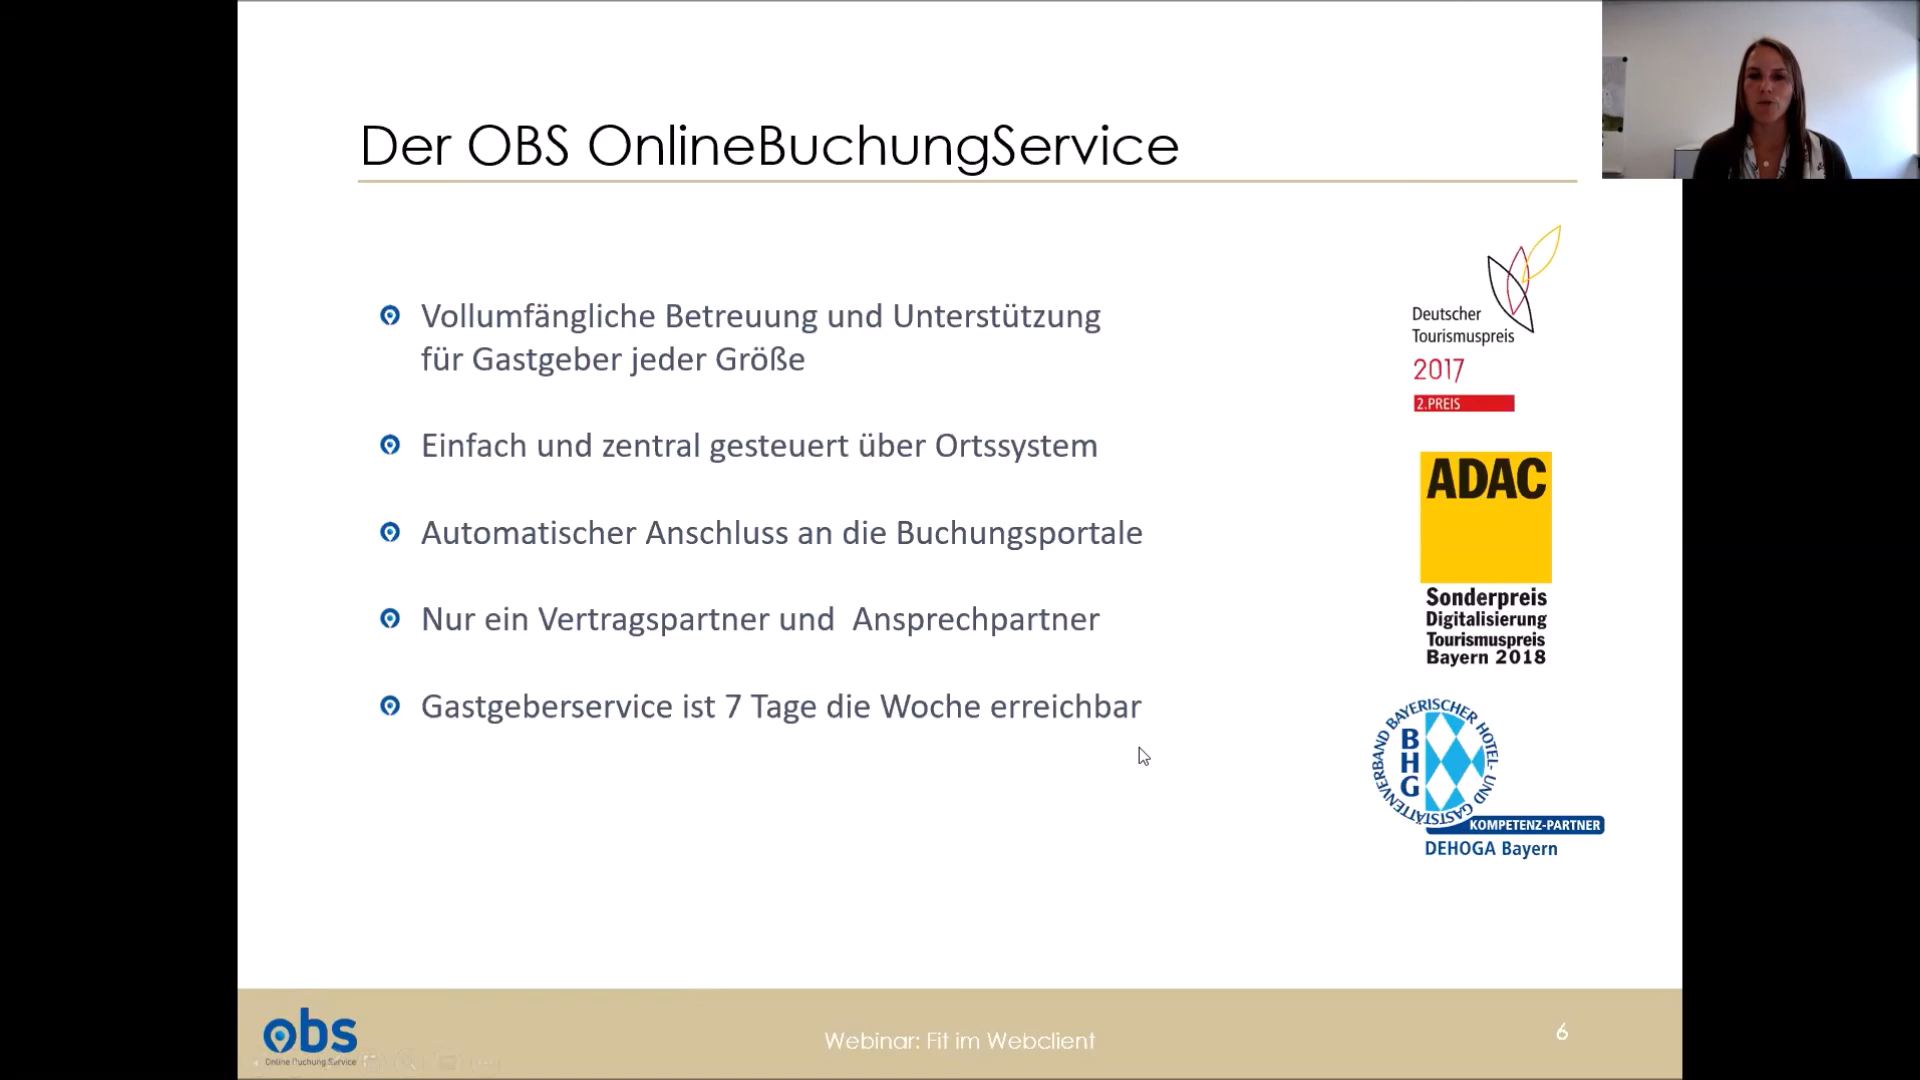 Der OBS OnlineBuchungService
Vollumfängliche Betreuung und Unterstützung
für Gastgeber jeder Größe
Einfach und zentral gesteuert über Ortssystem
Automatischer Anschluss an die Buchungsportale
Nur ein Vertragspartner und  Ansprechpartner
Gastgeberservice ist 7 Tage die Woche erreichbar
Deutscher
Tourismuspreis
2017
2.PREIS
ADAC
Sonderpreis
Digitalisierung
Tourismuspreis
Bayern 2018
BAYERISCHER HOTEL- UND GASTSTÄTTENVERBAND
B
H
G
KOMPETENZ-PARTNER
DEHOGA Bayern
obs
Online Buchung Service
Webinar: Fit im Webclient
6